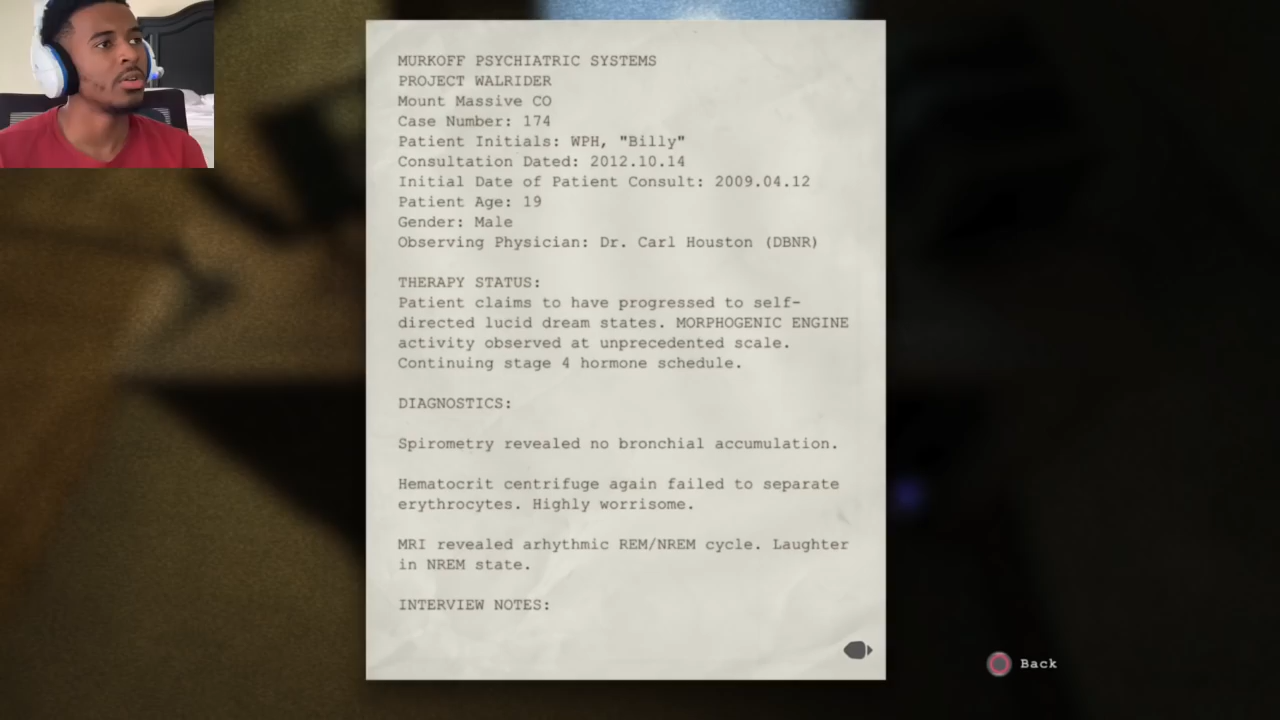 MURKOFF PSYCHIATRIC SYSTEMS
PROJECT WALRIDER
Mount Massive CO
Case Number: 174
Patient Initials: WPH, "Billy"
Consultation Dated: 2012.10.14
Initial Date of Patient Consult: 2009.04.12
Patient Age: 19
Gender: Male
Observing Physician: Dr. Carl Houston (DBNR)
THERAPY STATUS:
Patient claims to have progressed to self-
directed lucid dream states. MORPHOGENIC ENGINE
activity observed at unprecedented scale.
Continuing stage 4 hormone schedule.
DIAGNOSTICS:
Spirometry revealed no bronchial accumulation.
Hematocrit centrifuge again failed to separate
erythrocytes. Highly worrisome.
MRI revealed arhythmic REM/NREM cycle. Laughter
in NREM state.
INTERVIEW NOTES:
Back